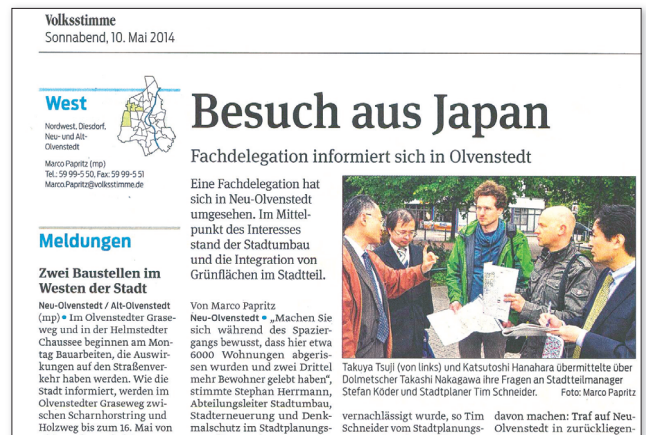 Volksstimme
Sonnabend, 10. Mai 2014
West
Nordwest, Diesdorf,
Neu- und Alt-
Olvenstedt
Marco Papritz (mp)
Tel.: 59 99-5 50, Fax: 59 99-5 51
Marco.Papritz@volksstimme.de
Meldungen
Zwei Baustellen im
Westen der Stadt
Neu-Olvenstedt / Alt-Olvenstedt
(mp) • Im Olvenstedter Grase-
weg und in der Helmstedter
Chaussee beginnen am Mon-
tag Bauarbeiten, die Auswir-
kungen auf den Straßenver-
kehr haben werden. Wie die
Stadt informiert, werden im
Olvenstedter Graseweg zwi-
schen Scharnhorstring und
Holzweg bis zum 16. Mai von
Besuch aus Japan
Fachdelegation informiert sich in Olvenstedt
Eine Fachdelegation hat
sich in Neu-Olvenstedt
umgesehen. Im Mittel-
punkt des Interesses
stand der Stadtumbau
und die Integration von
Grünflächen im Stadtteil.
Von Marco Papritz
Neu-Olvenstedt • „Machen Sie
sich während des Spazier-
gangs bewusst, dass hier etwa
6000 Wohnungen abgeris-
sen wurden und zwei Drittel
mehr Bewohner gelebt haben“,
stimmte Stephan Herrmann,
Abteilungsleiter Stadtumbau,
Stadterneuerung und Denk-
malschutz im Stadtplanungs-
Takuya Tsuji (von links) und Katsutoshi Hanahara übermittelte über
Dolmetscher Takashi Nakagawa ihre Fragen an Stadtteilmanager
Stefan Köder und Stadtplaner Tim Schneider. Foto: Marco Papritz
vernachlässigt wurde, so Tim
Schneider vom Stadtplanungs-
davon machen: Traf auf Neu-
Olvenstedt in zurückliegen-